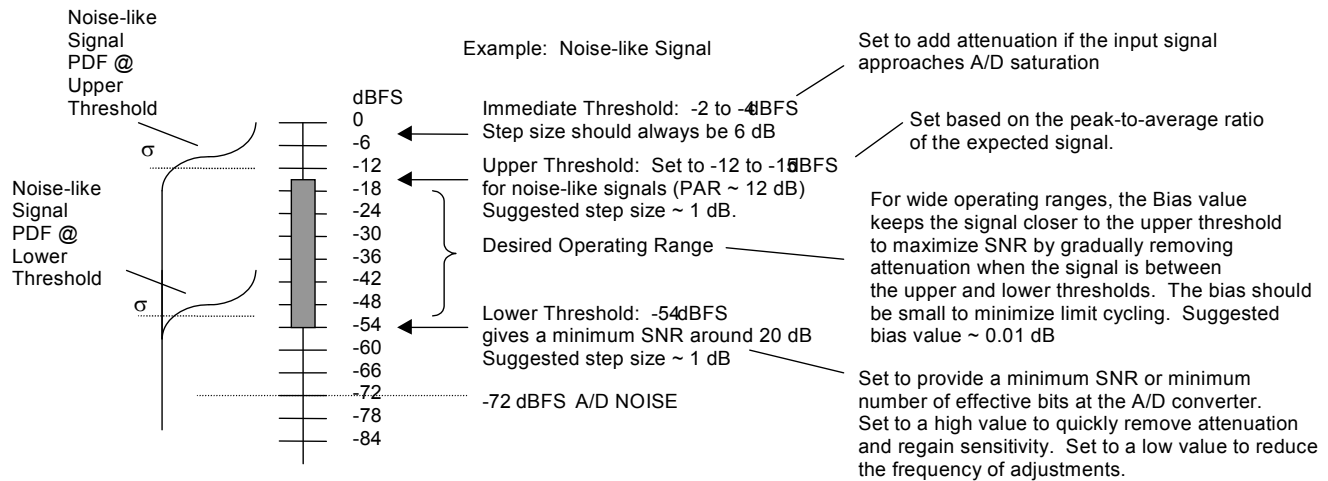 Noise-like
Signal
PDF @
Upper
Threshold
σ
Noise-like
Signal
PDF @
Lower
Threshold
σ
dBFS
0
-6
-12
-18
-24
-30
-36
-42
-48
-54
-60
-66
-72
-78
-84
Example: Noise-like Signal
Immediate Threshold: -2 to -4dBFS
Step size should always be 6 dB
Upper Threshold: Set to -12 to -15dBFS
for noise-like signals (PAR ~ 12 dB)
Suggested step size ~ 1 dB.
Desired Operating Range
Lower Threshold: -54dBFS
gives a minimum SNR around 20 dB
Suggested step size ~ 1 dB
-72 dBFS A/D NOISE
Set to add attenuation if the input signal
approaches A/D saturation
Set based on the peak-to-average ratio
of the expected signal.
For wide operating ranges, the Bias value
keeps the signal closer to the upper threshold
to maximize SNR by gradually removing
attenuation when the signal is between
the upper and lower thresholds. The bias should
be small to minimize limit cycling. Suggested
bias value ~ 0.01 dB
Set to provide a minimum SNR or minimum
number of effective bits at the A/D converter.
Set to a high value to quickly remove attenuation
and regain sensitivity. Set to a low value to reduce
the frequency of adjustments.